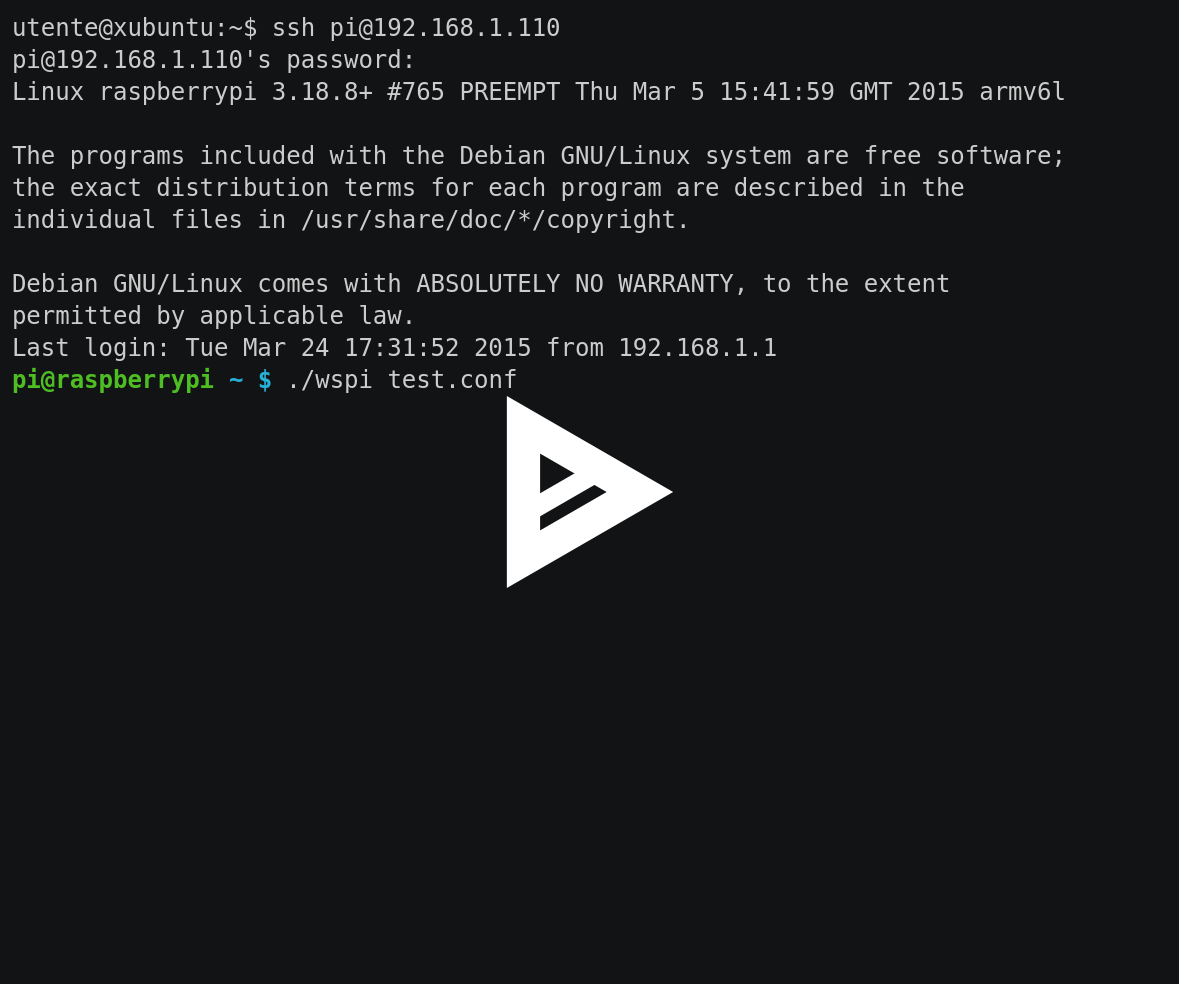 utente@xubuntu:~$ ssh pi@192.168.1.110
pi@192.168.1.110's password:
Linux raspberrypi 3.18.8+ #765 PREEMPT Thu Mar 5 15:41:59 GMT 2015 armv6l
The programs included with the Debian GNU/Linux system are free software;
the exact distribution terms for each program are described in the
individual files in /usr/share/doc/*/copyright.
Debian GNU/Linux comes with ABSOLUTELY NO WARRANTY, to the extent
permitted by applicable law.
Last login: Tue Mar 24 17:31:52 2015 from 192.168.1.1
pi@raspberrypi ~ $ ./wspi test.conf